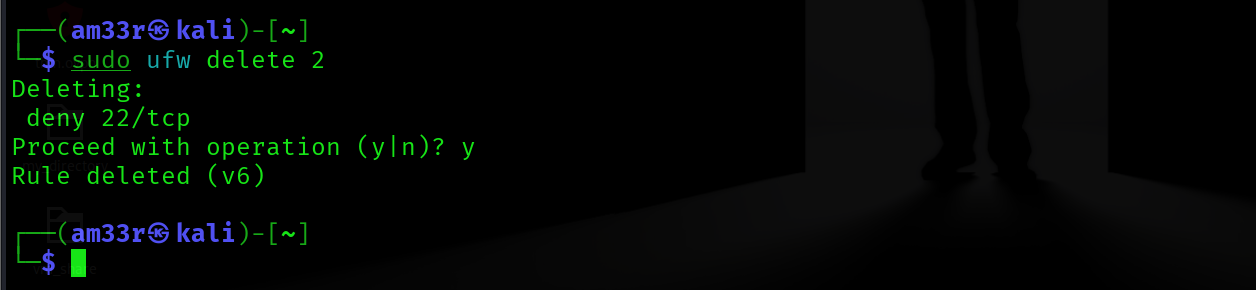 ┌──(am33r㉿kali)-[~]
└─$ sudo ufw delete 2
Deleting:
 deny 22/tcp
Proceed with operation (y|n)? y
Rule deleted (v6)
┌──(am33r㉿kali)-[~]
└─$